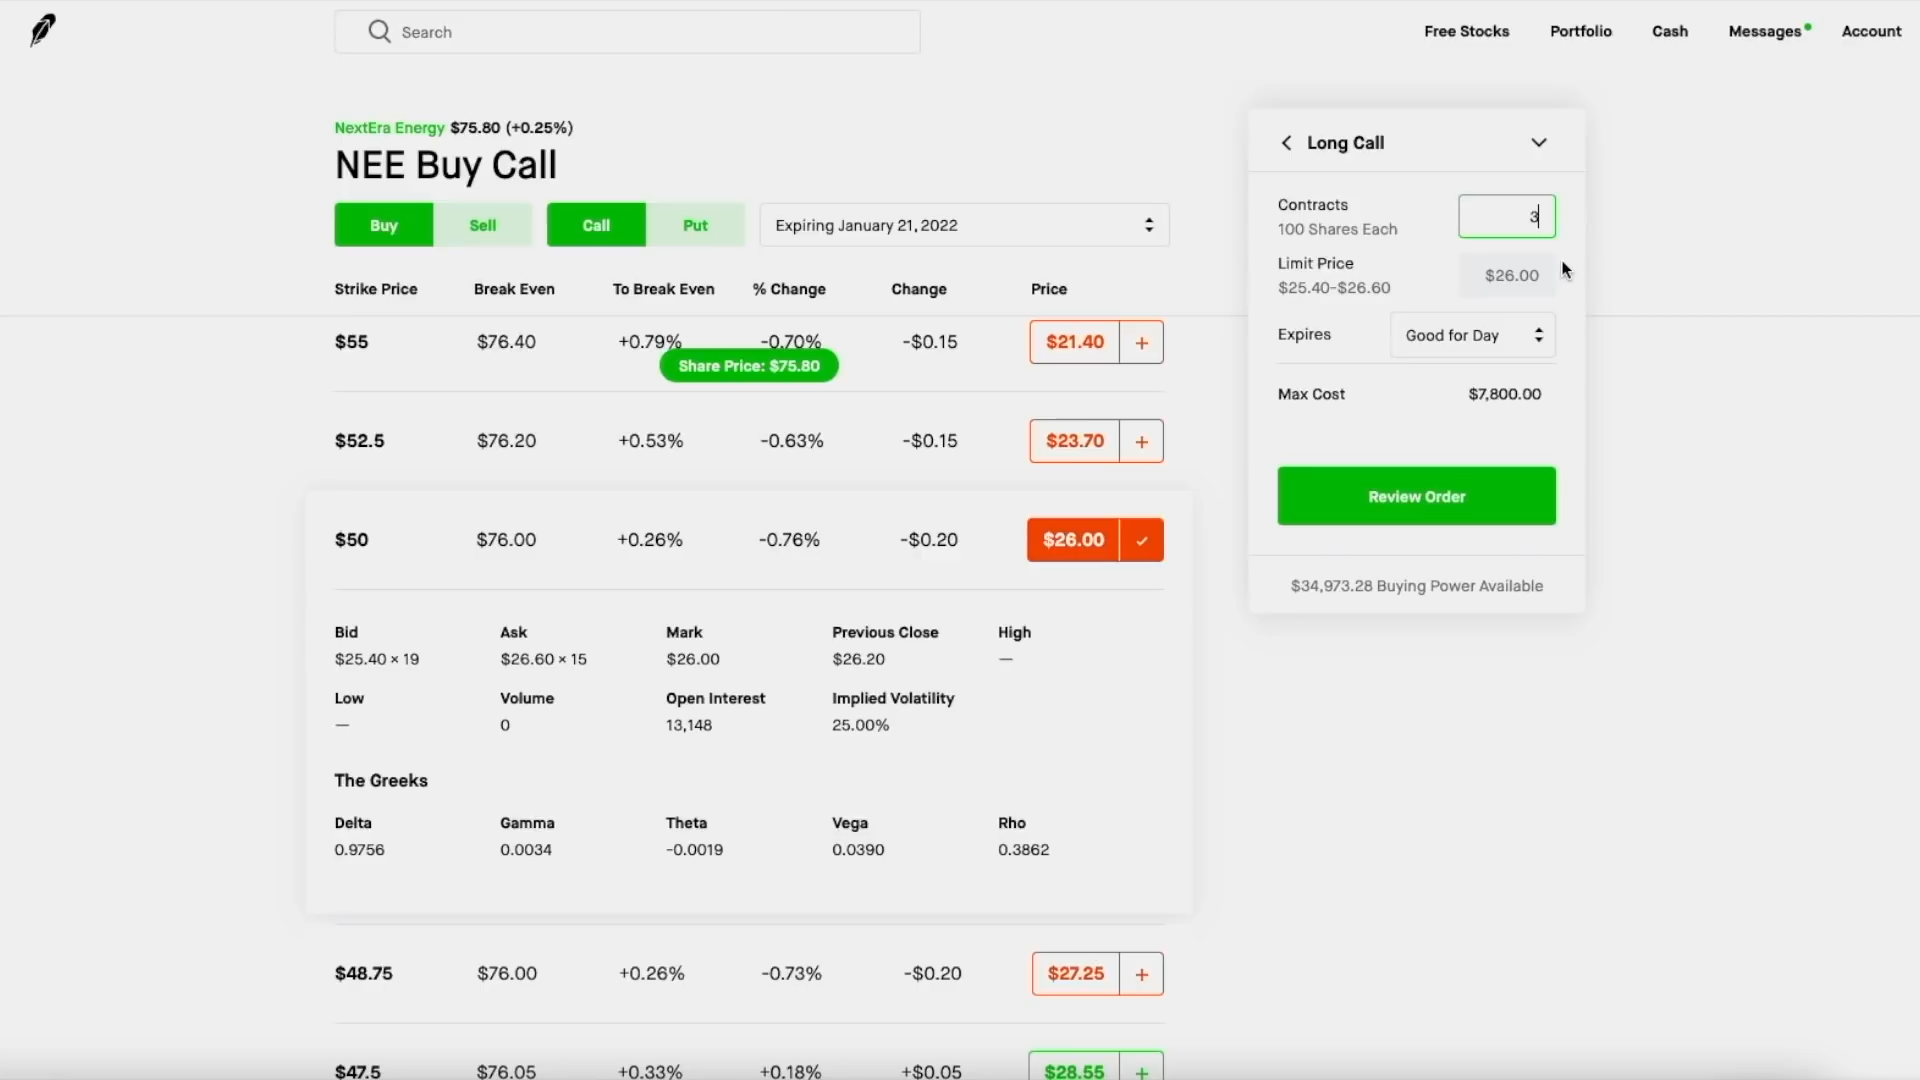 Search
Free Stocks
Portfolio
Cash
Messages
Account
NextEra Energy $75.80 (+0.25%)
NEE Buy Call
Buy
Sell
Call
Put
Expiring January 21, 2022
Strike Price Break Even To Break Even % Change Change Price
$55 $76.40 +0.79% -0.70% -$0.15 $21.40 +
Share Price: $75.80
$52.5 $76.20 +0.53% -0.63% -$0.15 $23.70 +
$50 $76.00 +0.26% -0.76% -$0.20 $26.00
Bid Ask Mark Previous Close High
$25.40 × 19 $26.60 × 15 $26.00 $26.20 —
Low Volume Open Interest Implied Volatility
— 0 13,148 25.00%
The Greeks
Delta Gamma Theta Vega Rho
0.9756 0.0034 -0.0019 0.0390 0.3862
$48.75 $76.00 +0.26% -0.73% -$0.20 $27.25 +
$47.5 $76.05 +0.33% +0.18% +$0.05 $28.55 +
Long Call
Contracts 3
100 Shares Each
Limit Price $26.00
$25.40-$26.60
Expires Good for Day
Max Cost $7,800.00
Review Order
$34,973.28 Buying Power Available